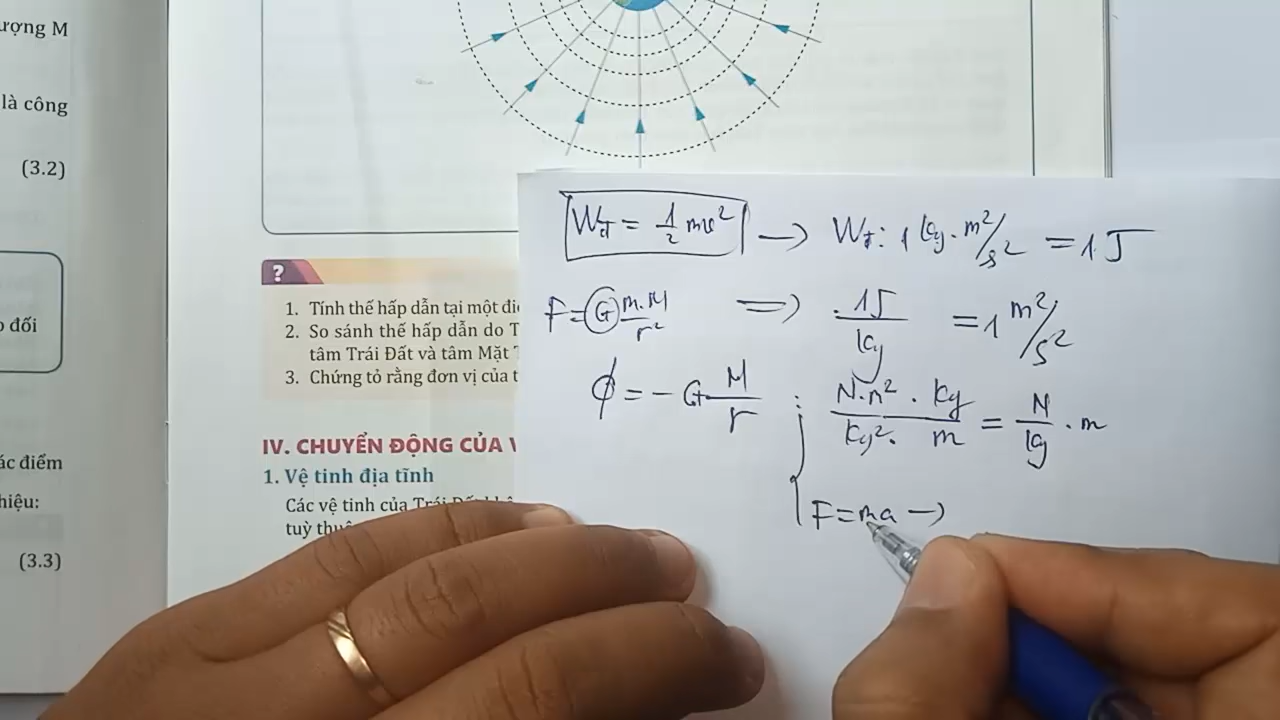 ượng M
là công
(3.2)
đối
ác điểm
hiệu:
(3.3)
?
1. Tính thế hấp dẫn tại một
2. So sánh thế hấp dẫn do T
tâm Trái Đất và tâm Mặt
3. Chứng tỏ rằng đơn vị của t
IV. CHUYỂN ĐỘNG CỦA V
1. Vệ tinh địa tĩnh
Các vệ tinh của Trái Đất
tuỳ
Wđ = 1/2 mv² → Wđ: 1 kg·m²/s² = 1J
F = G m.M/r² ⇒ 1J/kg = 1 m²/s²
ϕ = -G M/r : N.m².kg/kg².m = N/kg . m
F = ma →